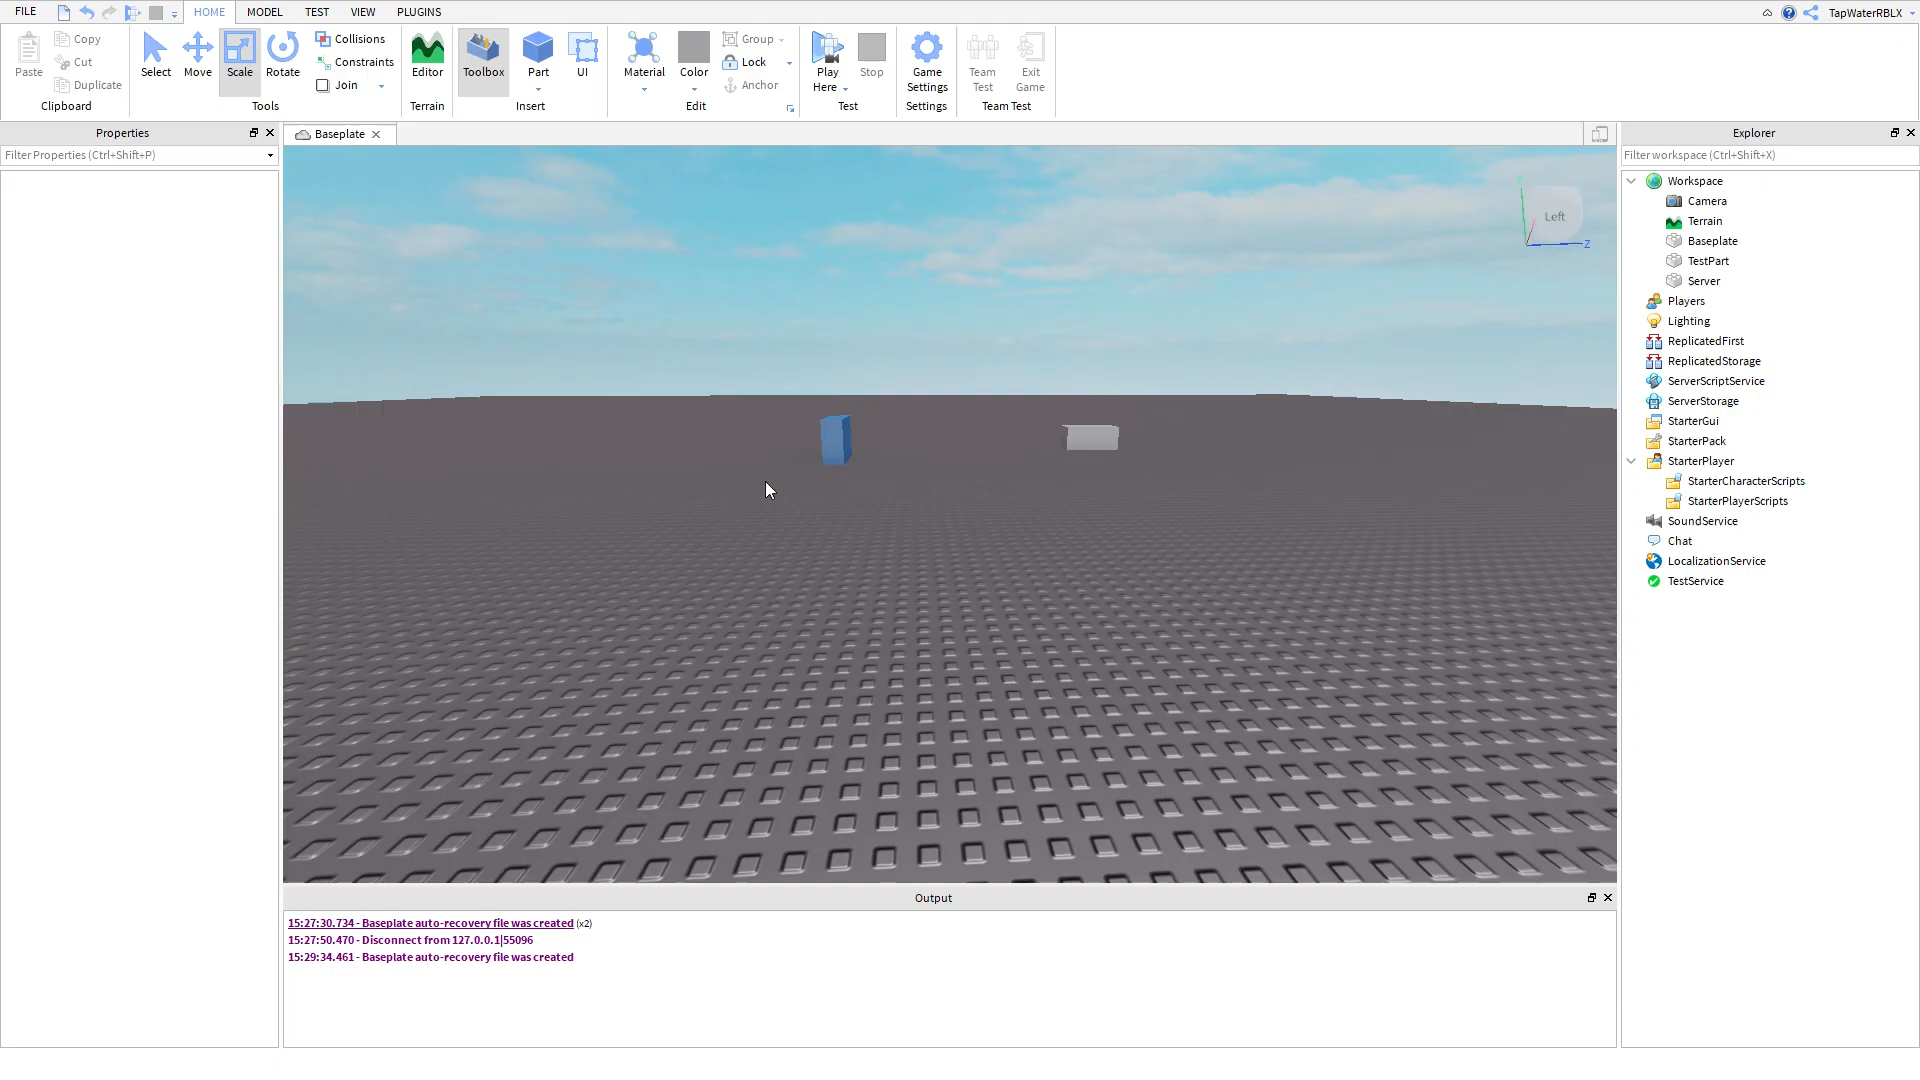 FILE
HOME
MODEL
TEST
VIEW
PLUGINS
TapWaterRBLX
Paste
Copy
Cut
Duplicate
Clipboard
Select
Move
Scale
Rotate
Collisions
Constraints
Join
Tools
Editor
Terrain
Toolbox
Part
UI
Insert
Material
Color
Group
Lock
Anchor
Edit
Play
Here
Stop
Test
Game
Settings
Settings
Team
Test
Exit
Game
Team Test
Properties
Filter Properties (Ctrl+Shift+P)
Baseplate
Left
Z
Explorer
Filter workspace (Ctrl+Shift+X)
Workspace
Camera
Terrain
Baseplate
TestPart
Server
Players
Lighting
ReplicatedFirst
ReplicatedStorage
ServerScriptService
ServerStorage
StarterGui
StarterPack
StarterPlayer
StarterCharacterScripts
StarterPlayerScripts
SoundService
Chat
LocalizationService
TestService
Output
15:27:30.734 - Baseplate auto-recovery file was created (x2)
15:27:50.470 - Disconnect from 127.0.0.1|55096
15:29:34.461 - Baseplate auto-recovery file was created